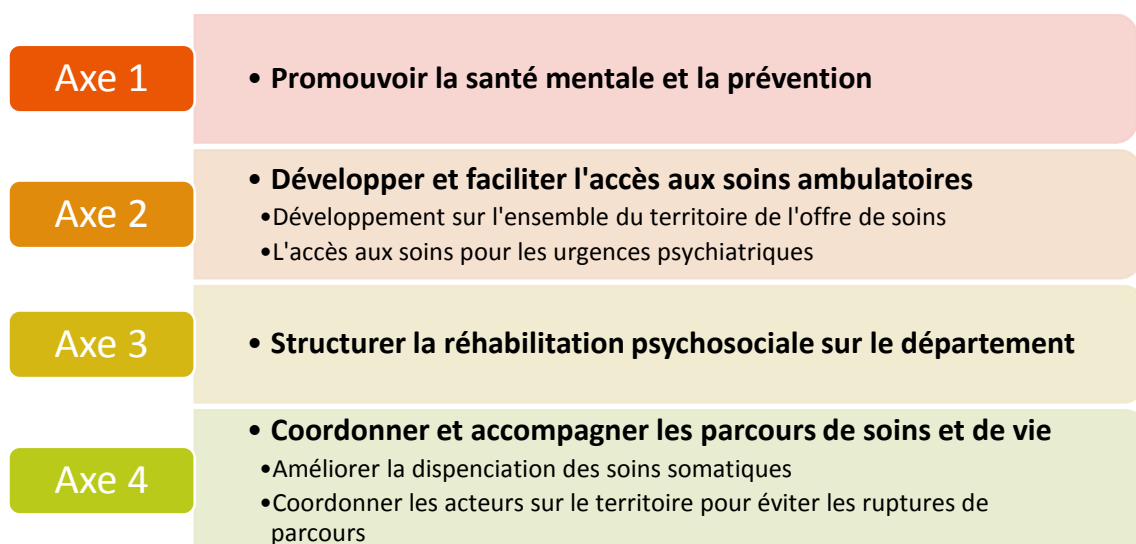 Axe 1
• Promouvoir la santé mentale et la prévention
Axe 2
• Développer et faciliter l'accès aux soins ambulatoires
•Développement sur l'ensemble du territoire de l'offre de soins
•L'accès aux soins pour les urgences psychiatriques
Axe 3
• Structurer la réhabilitation psychosociale sur le département
Axe 4
• Coordonner et accompagner les parcours de soins et de vie
•Améliorer la dispenciation des soins somatiques
•Coordonner les acteurs sur le territoire pour éviter les ruptures de
parcours